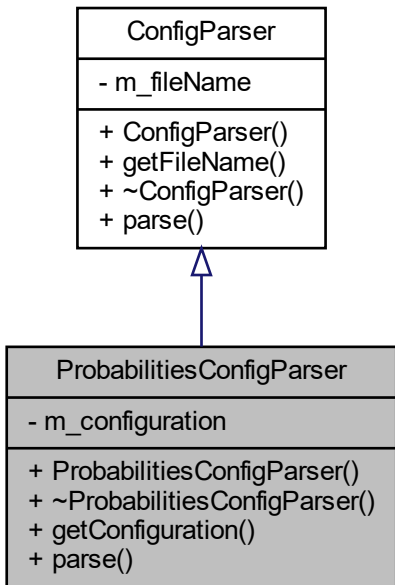 ConfigParser
- m_fileName
+ ConfigParser()
+ getFileName()
+ ~ConfigParser()
+ parse()
ProbabilitiesConfigParser
- m_configuration
+ ProbabilitiesConfigParser()
+ ~ProbabilitiesConfigParser()
+ getConfiguration()
+ parse()